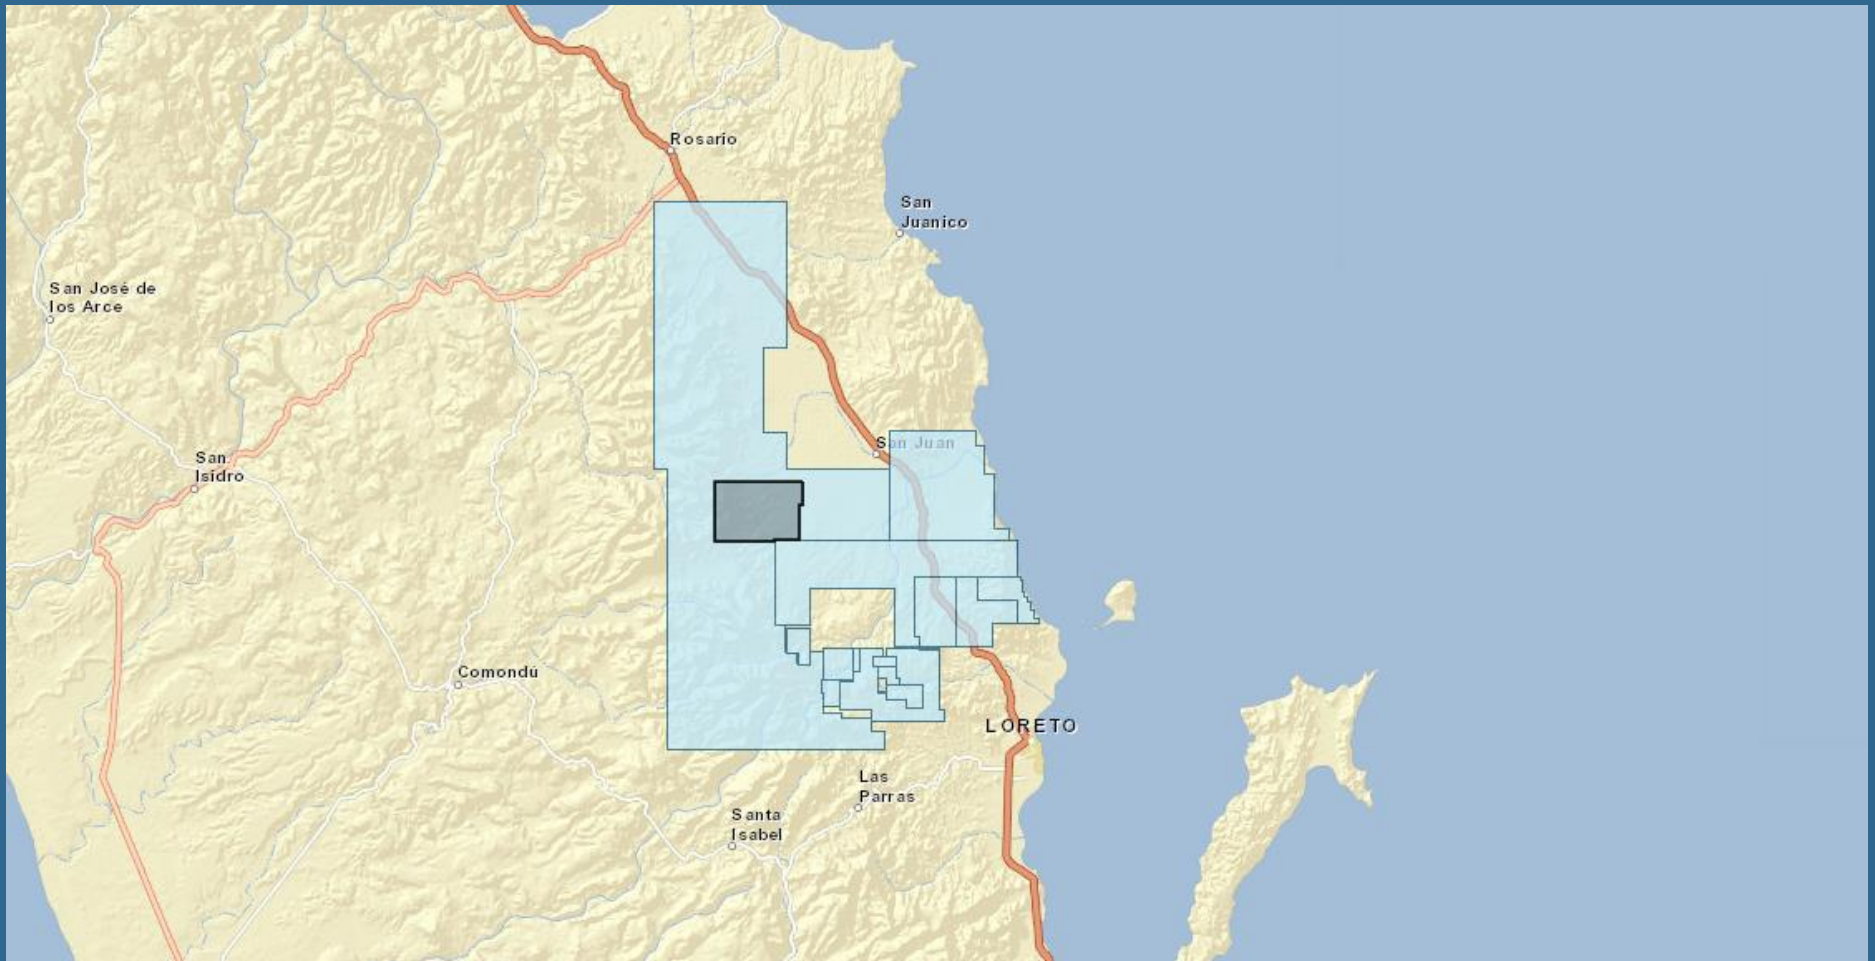 Rosario
San
Juanico
San José de
los Arce
San Juan
San
Isidro
Comondú
LORETO
Las
Parras
Santa
Isabel